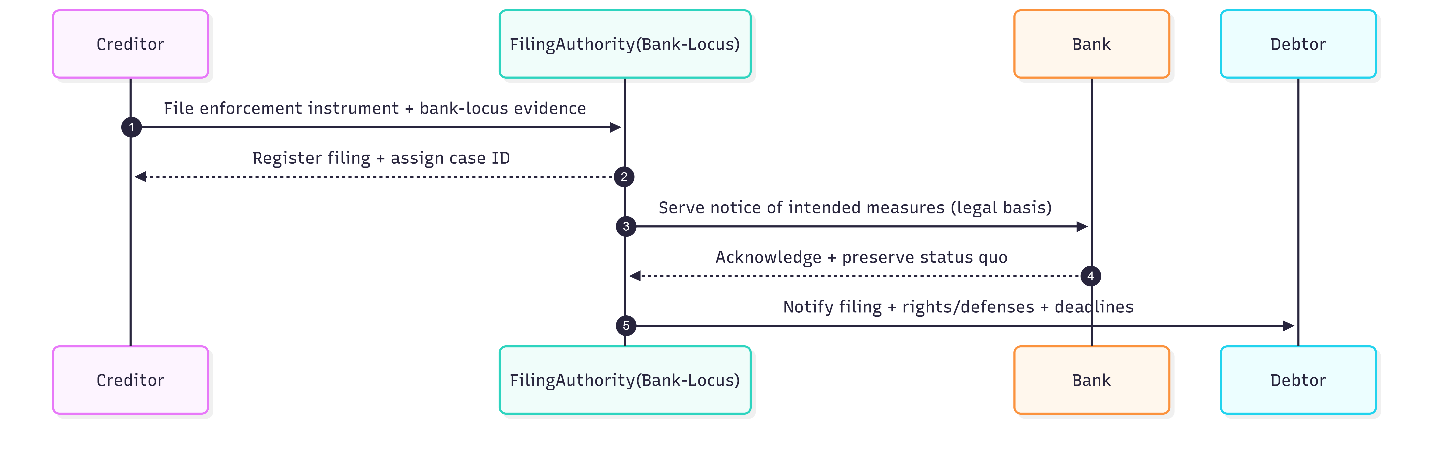 Creditor
FilingAuthority(Bank-Locus)
Bank
Debtor
File enforcement instrument + bank-locus evidence
1
Register filing + assign case ID
2
Serve notice of intended measures (legal basis)
3
Acknowledge + preserve status quo
4
Notify filing + rights/defenses + deadlines
5
Creditor
FilingAuthority(Bank-Locus)
Bank
Debtor